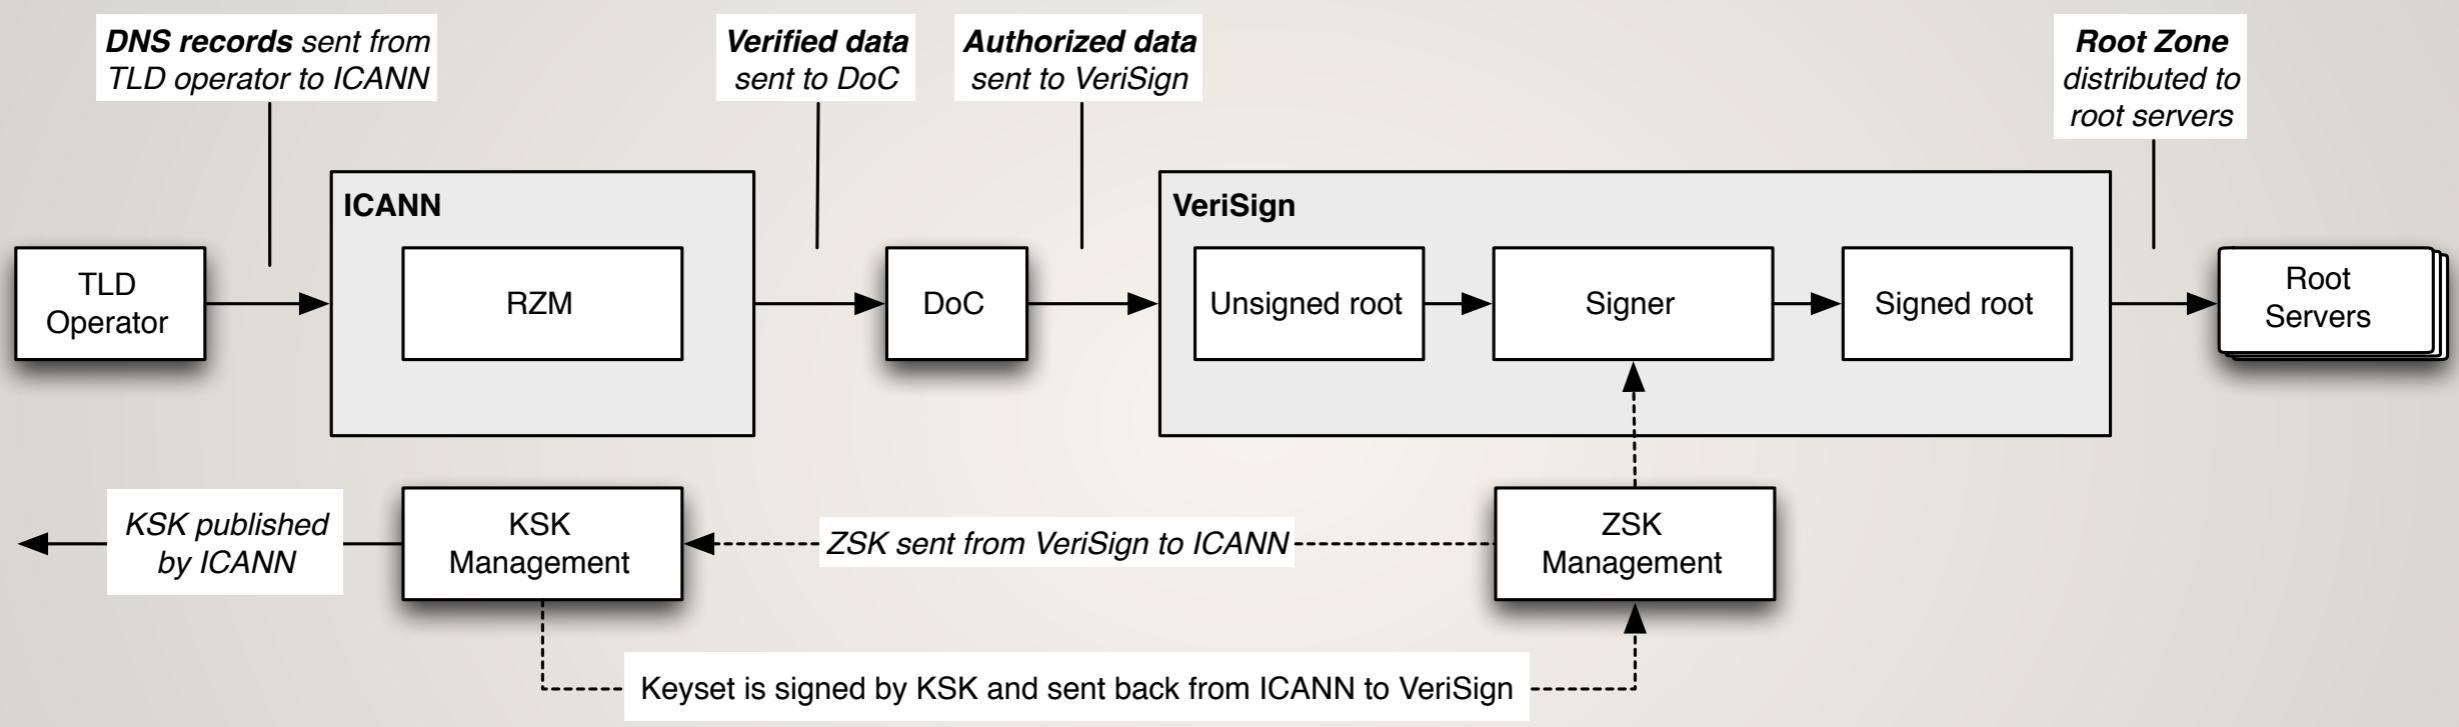 DNS records sent from
TLD operator to ICANN
Verified data
sent to DoC
Authorized data
sent to VeriSign
Root Zone
distributed to
root servers
ICANN
VeriSign
TLD
Operator
RZM
DoC
Unsigned root
Signer
Signed root
Root
Servers
KSK published
by ICANN
KSK
Management
ZSK sent from VeriSign to ICANN
ZSK
Management
Keyset is signed by KSK and sent back from ICANN to VeriSign